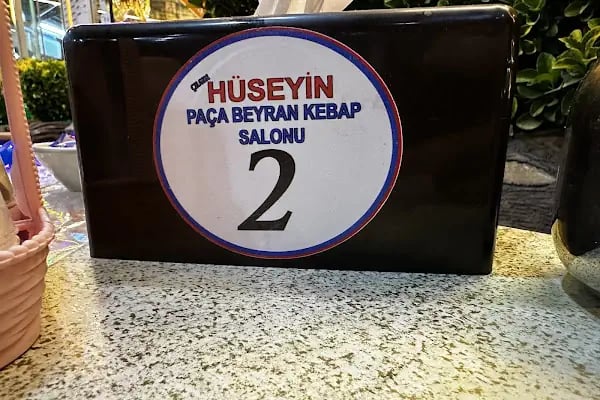 HÜSEYİN
PAÇA BEYRAN KEBAP
SALONU
2